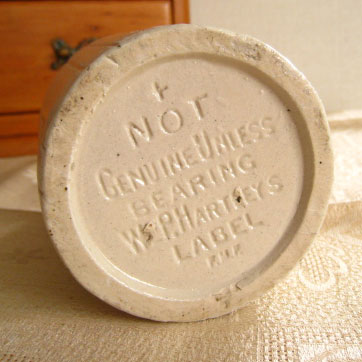 +
NOT
GENUINE UNLESS
BEARING
WM.P.HARTLEYS
LABEL